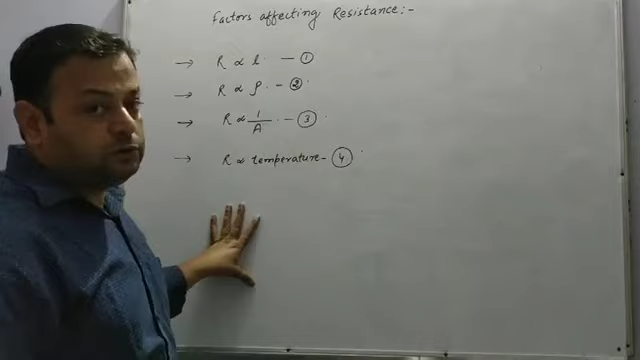 Factors affecting Resistance:-
→ R ∝ l. — ①
→ R ∝ ρ. - ②
→ R ∝ 1/A. — ③
→ R ∝ temperature - ④